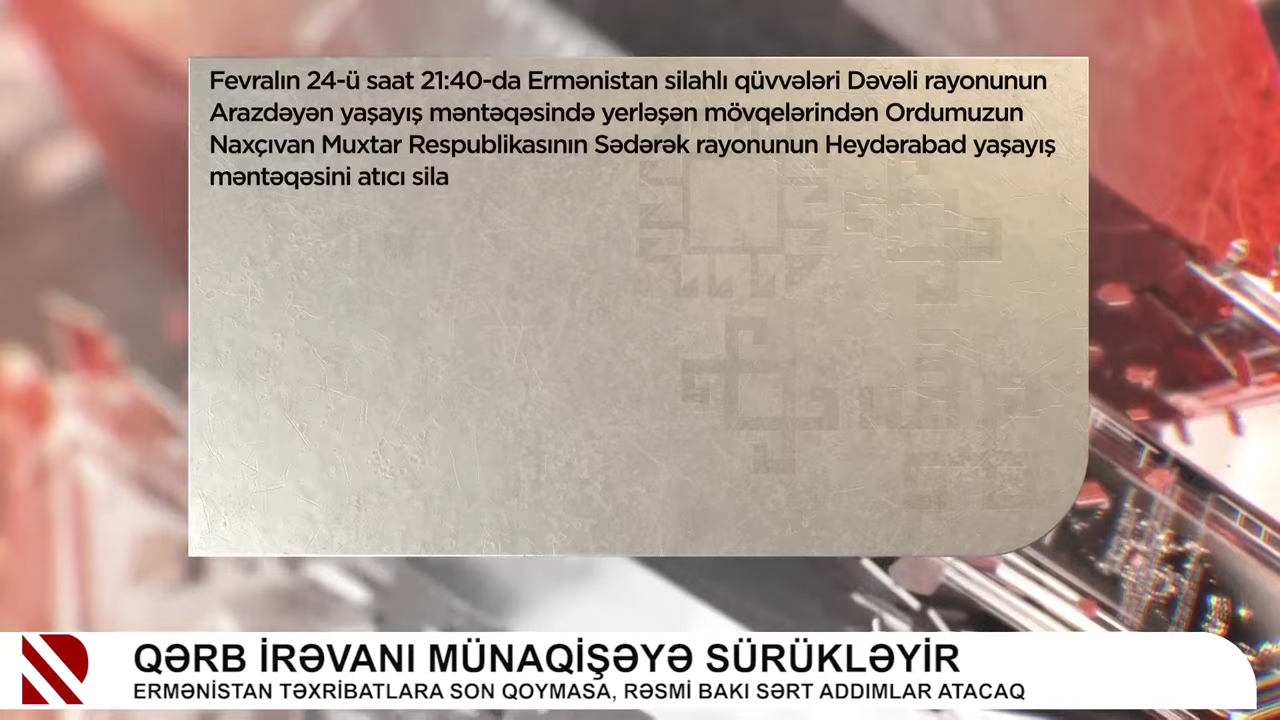 Fevralın 24-ü saat 21:40-da Ermənistan silahlı qüvvələri Dəvəli rayonunun
Arazdəyən yaşayış məntəqəsində yerləşən mövqelərindən Ordumuzun
Naxçıvan Muxtar Respublikasının Sədərək rayonunun Heydərabad yaşayış
məntəqəsini atıcı sila
QƏRB İRƏVANI MÜNAQİŞƏYƏ SÜRÜKLƏYİR
ERMƏNİSTAN TƏXRİBATLARA SON QOYMASA, RƏSMİ BAKI SƏRT ADDIMLAR ATACAQ